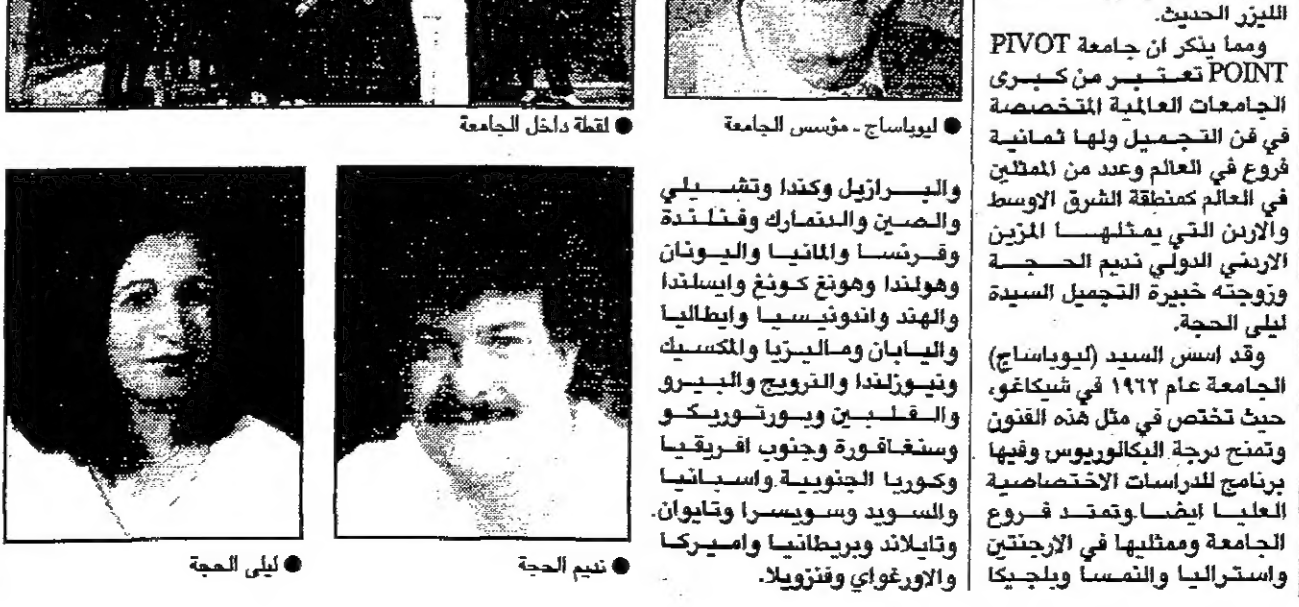 الليزر الحديث.
ومما يذكر ان جامعة PIVOT
POINT تعتبر من كبرى
الجامعات العالمية المتخصصة
في فن التجميل ولها ثمانية
فروع في العالم وعدد من الممثلين
في العالم كمنطقة الشرق الاوسط
والاردن التي يمثلها المزين
الاردني الدولي نديم الحجة
وزوجته خبيرة التجميل السيدة
ليلى الحجة.
وقد اسس السيد (ليوباساج)
الجامعة عام ١٩٦٢ في شيكاغو،
حيث تختص في مثل هذه الفنون
وتمنح درجة البكالوريوس وفيها
برنامج للدراسات الاختصاصية
العليا ايضا وتمتد فروع
الجامعة وممثليها في الارجنتين
واستراليا والنمسا وبلجيكا
● ليوباساج - مؤسس الجامعة
● لقطة داخل الجامعة
والبرازيل وكندا وتشيلي
والصين والدنمارك وفنلندة
وفرنسا والمانيا واليونان
وهولندا وهونغ كونغ وايسلندا
والهند واندونيسيا وايطاليا
واليابان وماليزيا والمكسيك
ونيوزلندا والنرويج والبيرو
والفلبين وبورتوريكو
وسنغافورة وجنوب افريقيا
وكوريا الجنوبية واسبانيا
والسويد وسويسرا وتايوان.
وتايلاند وبريطانيا واميركا
والاورغواي وفنزويلا.
● نديم الحجة
● ليلى الحجة